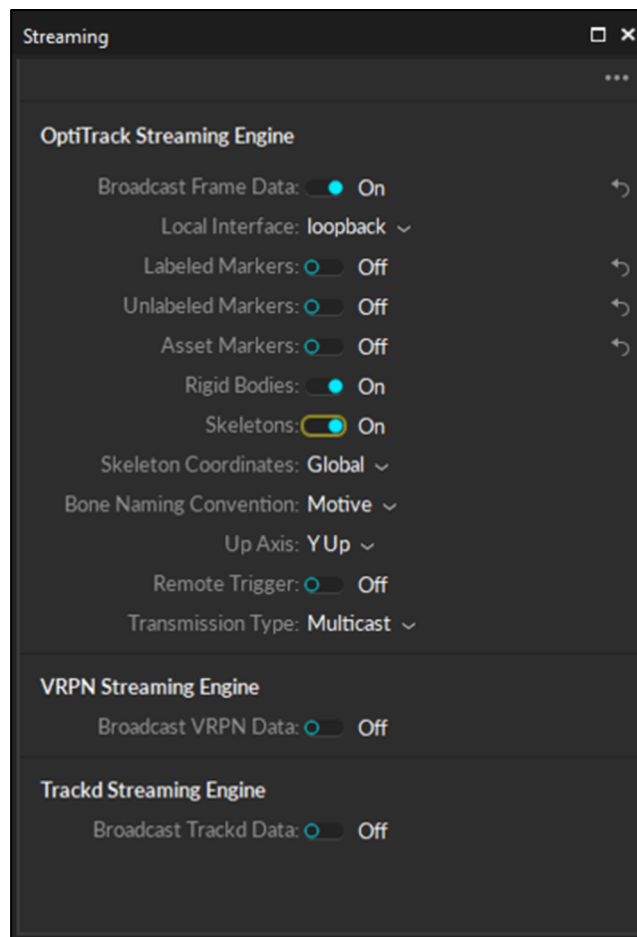 Streaming
OptiTrack Streaming Engine
Broadcast Frame Data: On
Local Interface: loopback
Labeled Markers: Off
Unlabeled Markers: Off
Asset Markers: Off
Rigid Bodies: On
Skeletons: On
Skeleton Coordinates: Global
Bone Naming Convention: Motive
Up Axis: Y Up
Remote Trigger: Off
Transmission Type: Multicast
VRPN Streaming Engine
Broadcast VRPN Data: Off
Trackd Streaming Engine
Broadcast Trackd Data: Off